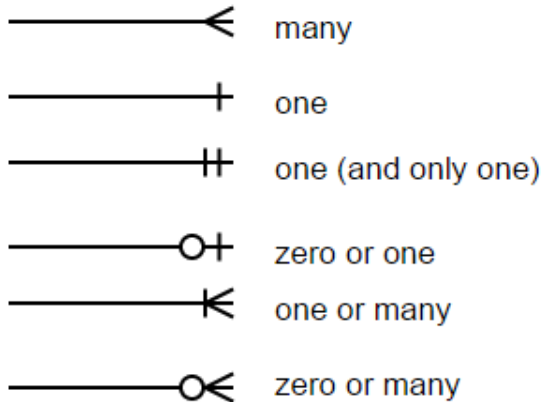 many
one
one (and only one)
zero or one
one or many
zero or many